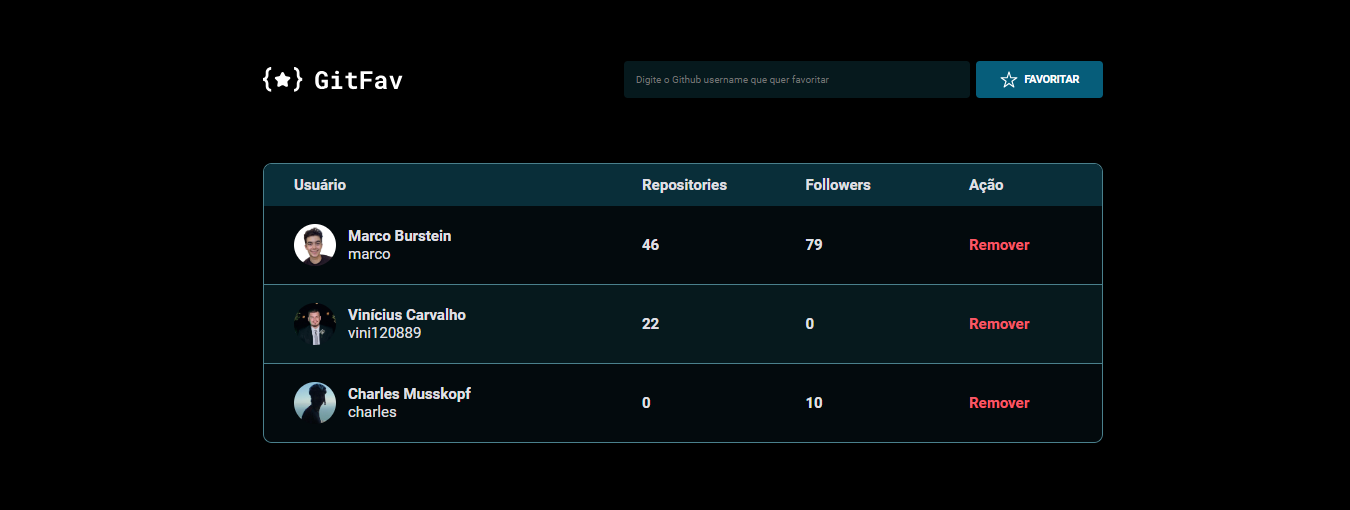 {★} GitFav
Digite o Github username que quer favoritar
FAVORITAR
Usuário Repositories Followers Ação
Marco Burstein
marco
46 79 Remover
Vinícius Carvalho
vini120889
22 0 Remover
Charles Musskopf
charles
0 10 Remover